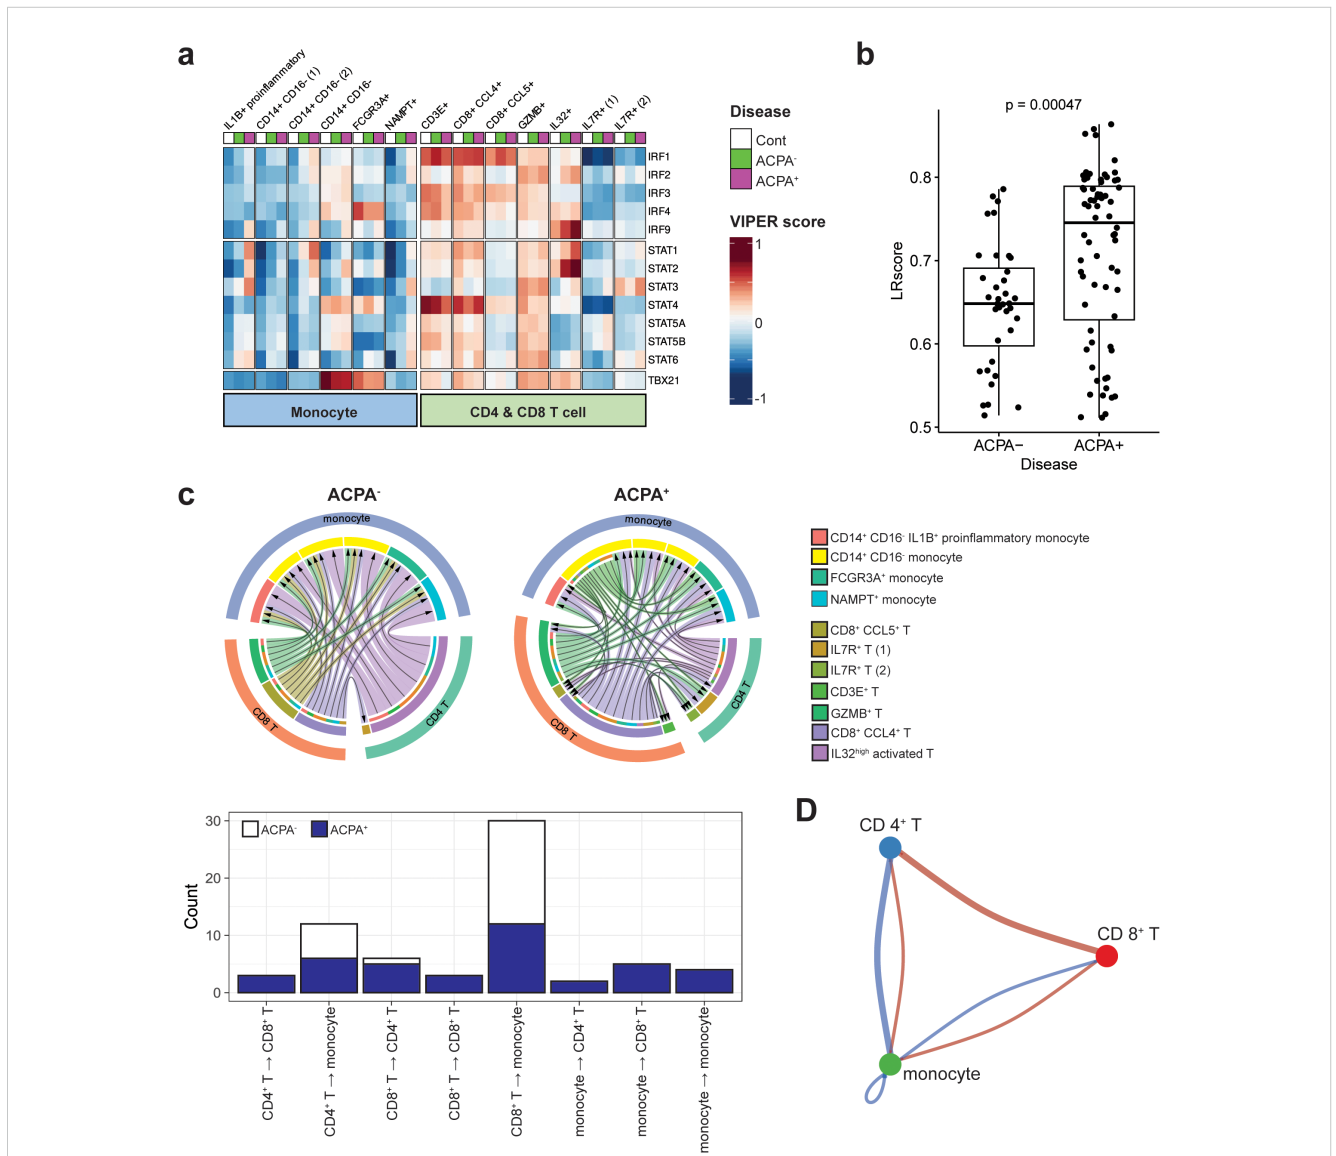 a
IL1B+ proinflammatory
CD14+ CD16- (1)
CD14+ CD16- (2)
CD14+ CD16-
FCGR3A+
NAMPT+
CD3E+
CD8+ CCL4+
CD8+ CCL5+
GZMB+
IL32+
IL7R+ (1)
IL7R+ (2)
IRF1
IRF2
IRF3
IRF4
IRF9
STAT1
STAT2
STAT3
STAT4
STAT5A
STAT5B
STAT6
TBX21
Monocyte
CD4 & CD8 T cell
Disease
Cont
ACPA-
ACPA+
VIPER score
1
0
-1
b
p = 0.00047
0.8
0.7
0.6
0.5
LRscore
ACPA−
ACPA+
Disease
c
ACPA-
monocyte
CD8 T
CD4 T
ACPA+
monocyte
CD8 T
CD4 T
CD14+ CD16- IL1B+ proinflammatory monocyte
CD14+ CD16- monocyte
FCGR3A+ monocyte
NAMPT+ monocyte
CD8+ CCL5+ T
IL7R+ T (1)
IL7R+ T (2)
CD3E+ T
GZMB+ T
CD8+ CCL4+ T
IL32high activated T
ACPA-
ACPA+
30
20
10
0
Count
CD4+ T → CD8+ T
CD4+ T → monocyte
CD8+ T → CD4+ T
CD8+ T → CD8+ T
CD8+ T → monocyte
monocyte → CD4+ T
monocyte → CD8+ T
monocyte → monocyte
D
CD 4+ T
CD 8+ T
monocyte